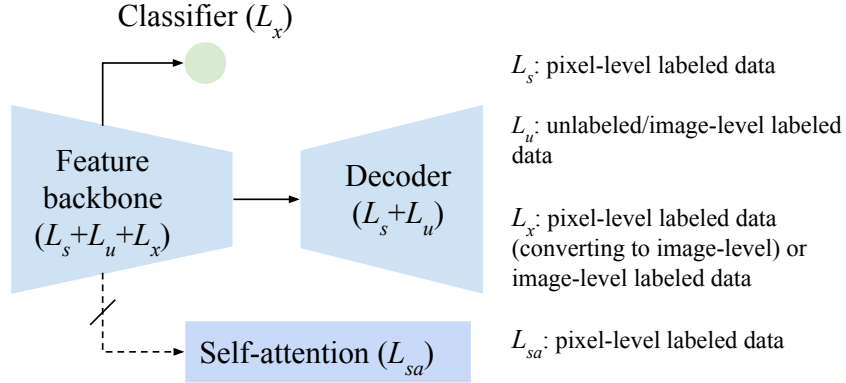 Classifier (Lx)
Feature
backbone
(Ls+Lu+Lx)
Decoder
(Ls+Lu)
Self-attention (Lsa)
Ls: pixel-level labeled data
Lu: unlabeled/image-level labeled
data
Lx: pixel-level labeled data
(converting to image-level) or
image-level labeled data
Lsa: pixel-level labeled data